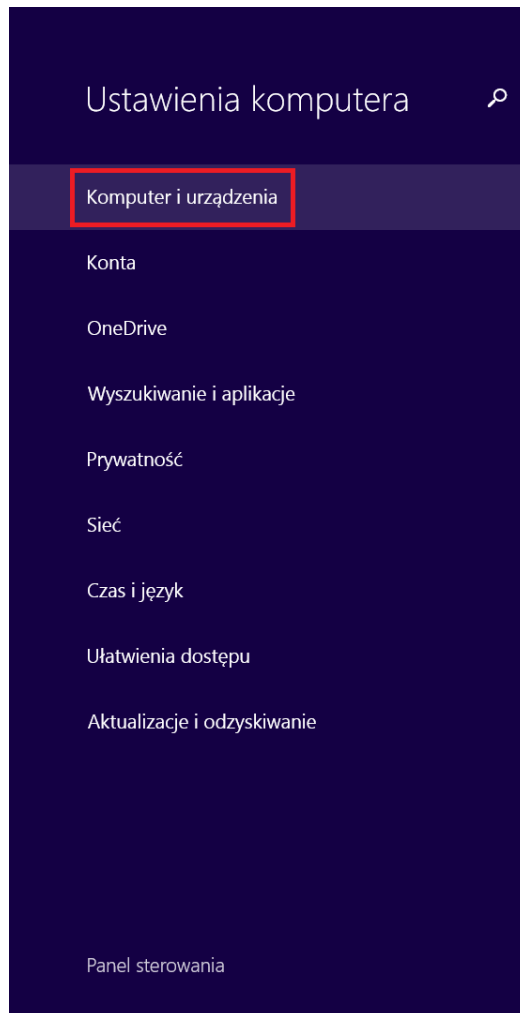 Ustawienia komputera
Komputer i urządzenia
Konta
OneDrive
Wyszukiwanie i aplikacje
Prywatność
Sieć
Czas i język
Ułatwienia dostępu
Aktualizacje i odzyskiwanie
Panel sterowania